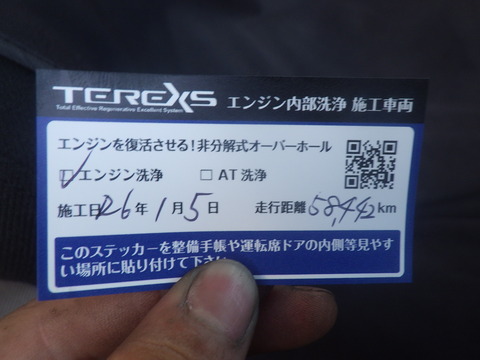 TEREXS エンジン内部洗浄 施工車両
Total Effective Regenerative Excellent System
エンジンを復活させる!非分解式オーバーホール
☑エンジン洗浄 □AT洗浄
施工日 26年 1月 5日 走行距離 58,442km
このステッカーを整備手帳や運転席ドアの内側等見やす
い場所に貼り付けて下さい。